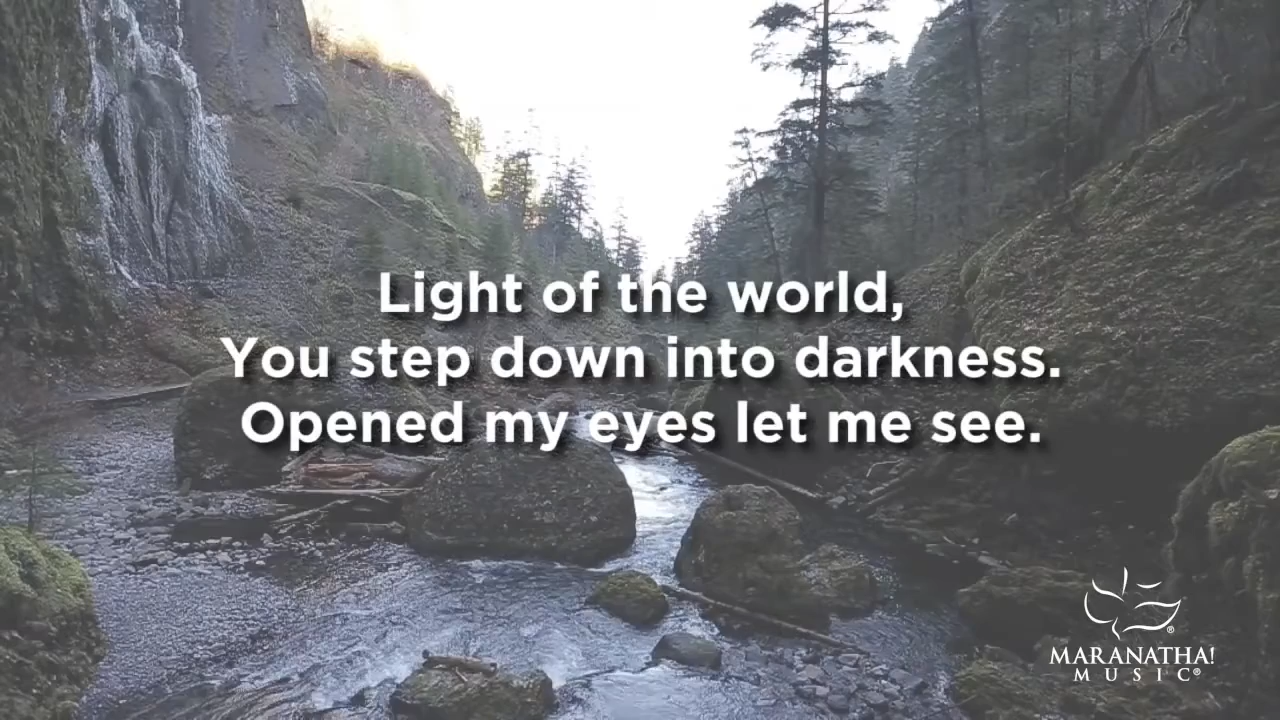 Light of the world,
You step down into darkness.
Opened my eyes let me see.
MARANATHA!
MUSIC®